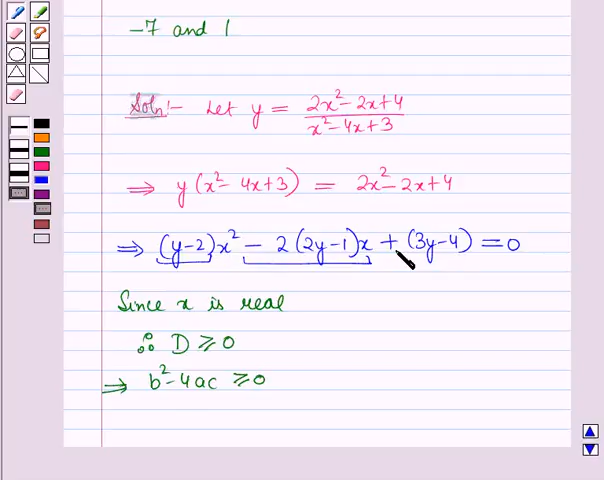 -7 and 1
Soln:- Let y = (2x² - 2x + 4)/(x² - 4x + 3)
⇒ y(x² - 4x + 3) = 2x² - 2x + 4
⇒ (y-2)x² - 2(2y-1)x + (3y-4) = 0
Since x is real
∴ D ≥ 0
⇒ b² - 4ac ≥ 0